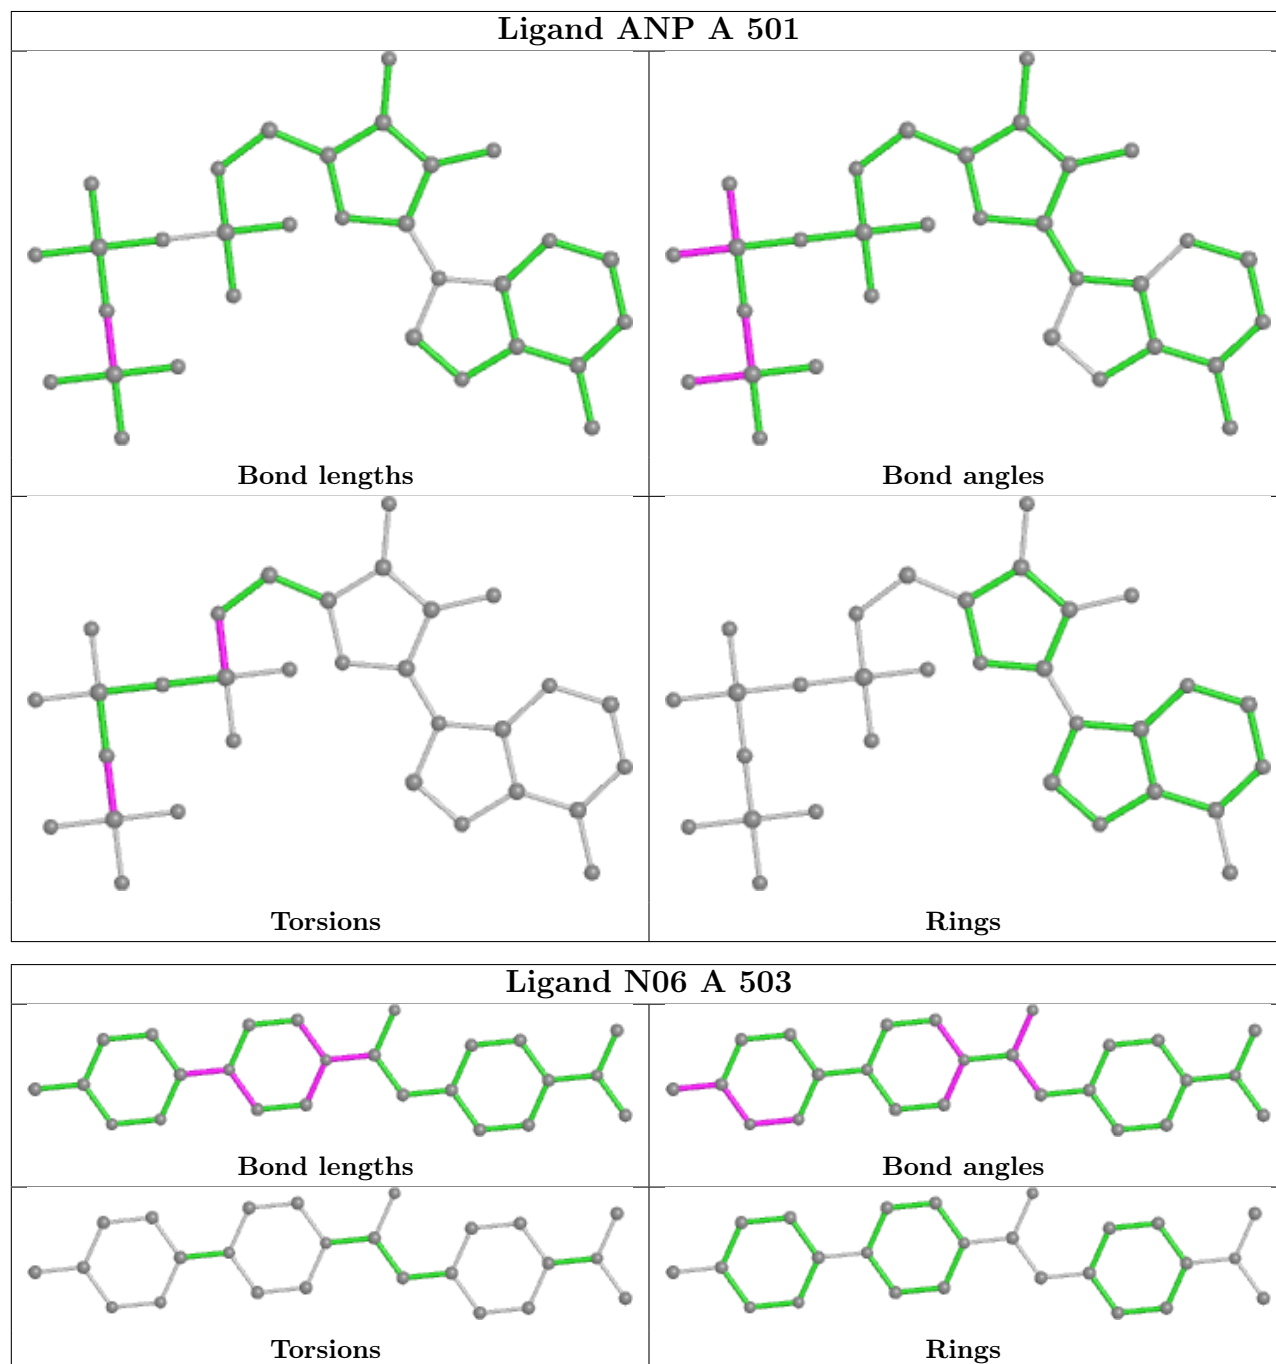 Ligand ANP A 501
Bond lengths
Bond angles
Torsions
Rings
Ligand N06 A 503
Bond lengths
Bond angles
Torsions
Rings